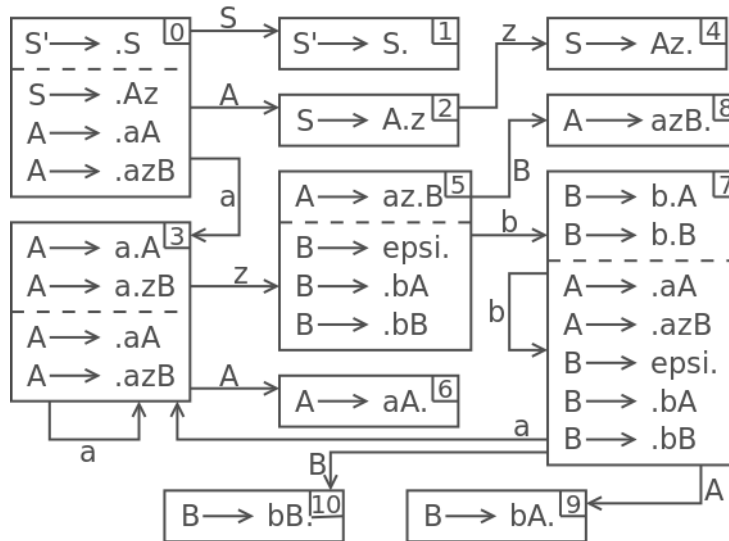 0
S' → .S
S → .Az
A → .aA
A → .azB
S
1
S' → S.
A
2
S → A.z
z
4
S → Az.
a
3
A → a.A
A → a.zB
A → .aA
A → .azB
a
z
5
A → az.B
B → epsi.
B → .bA
B → .bB
B
8
A → azB.
b
7
B → b.A
B → b.B
A → .aA
A → .azB
B → epsi.
B → .bA
B → .bB
b
A
6
A → aA.
a
B
10
B → bB.
A
9
B → bA.